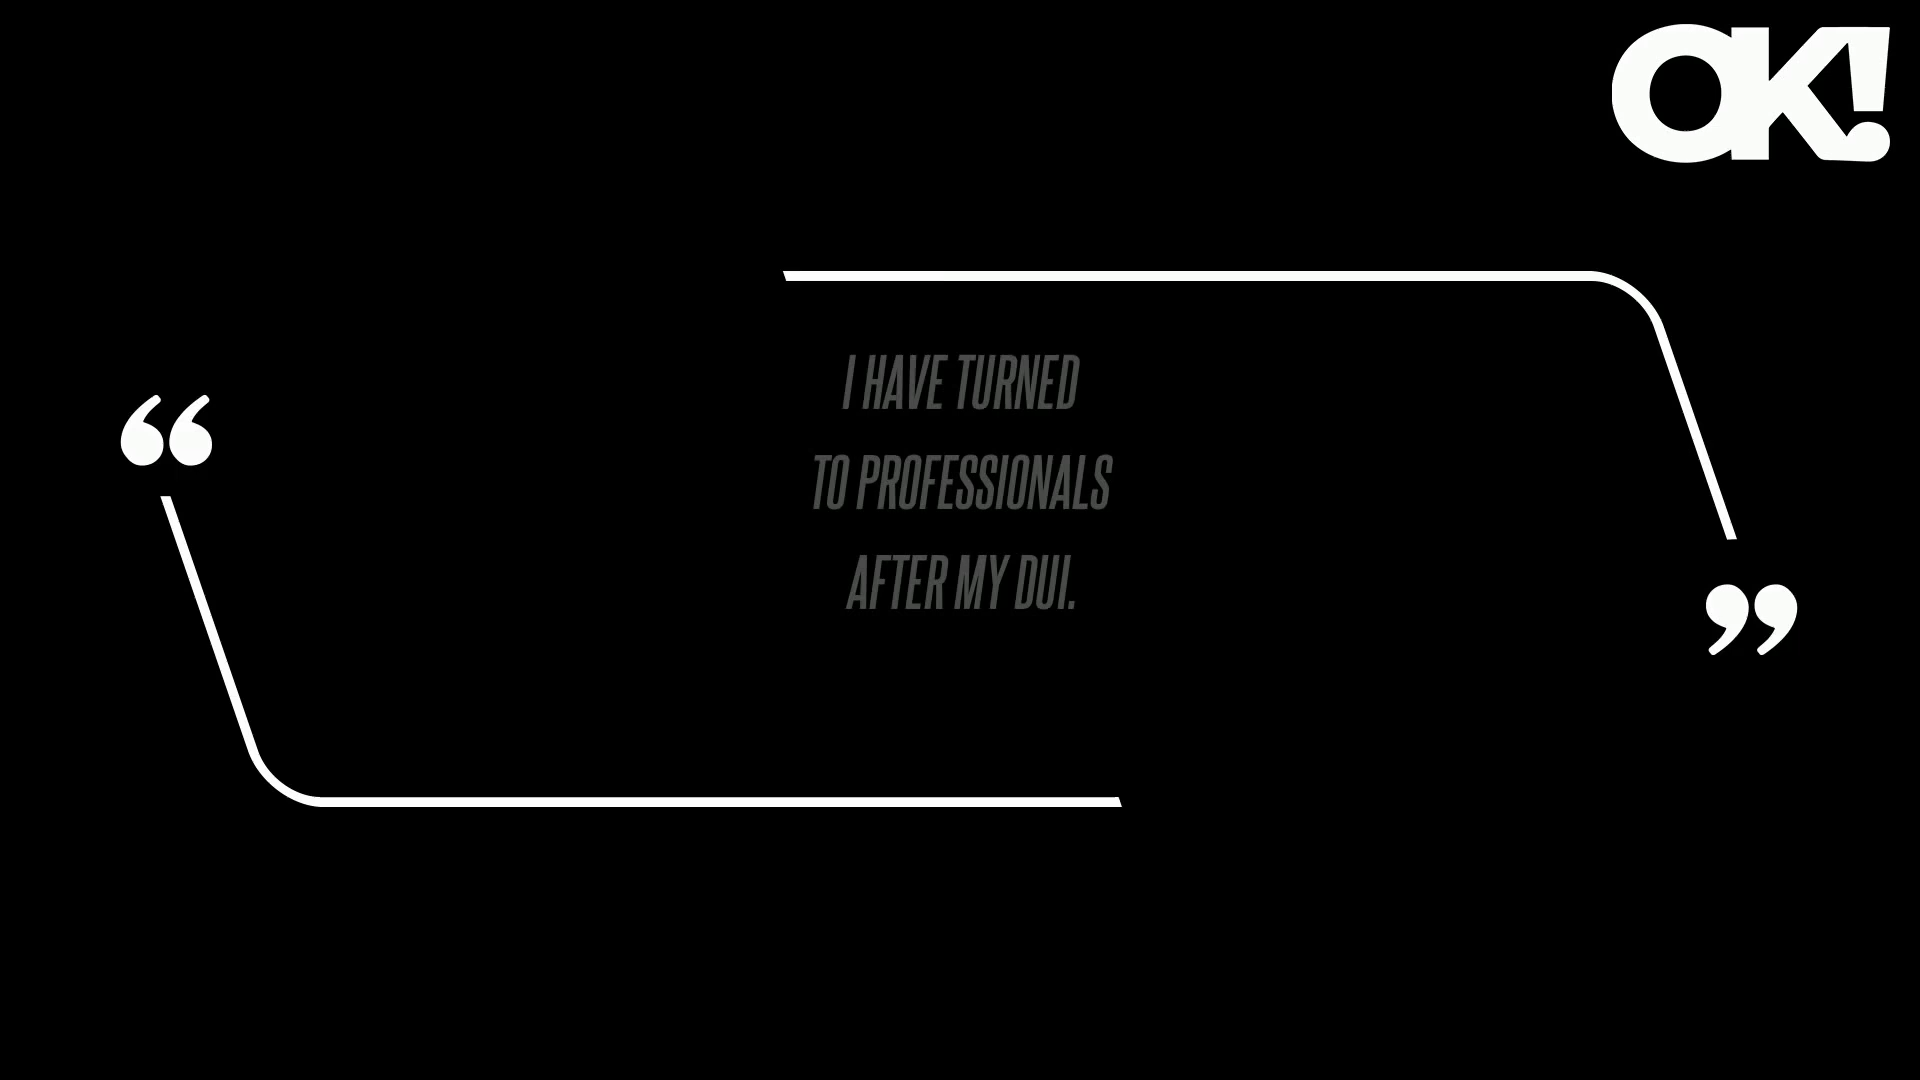 OK!
“
I HAVE TURNED
TO PROFESSIONALS
AFTER MY DUI.
”